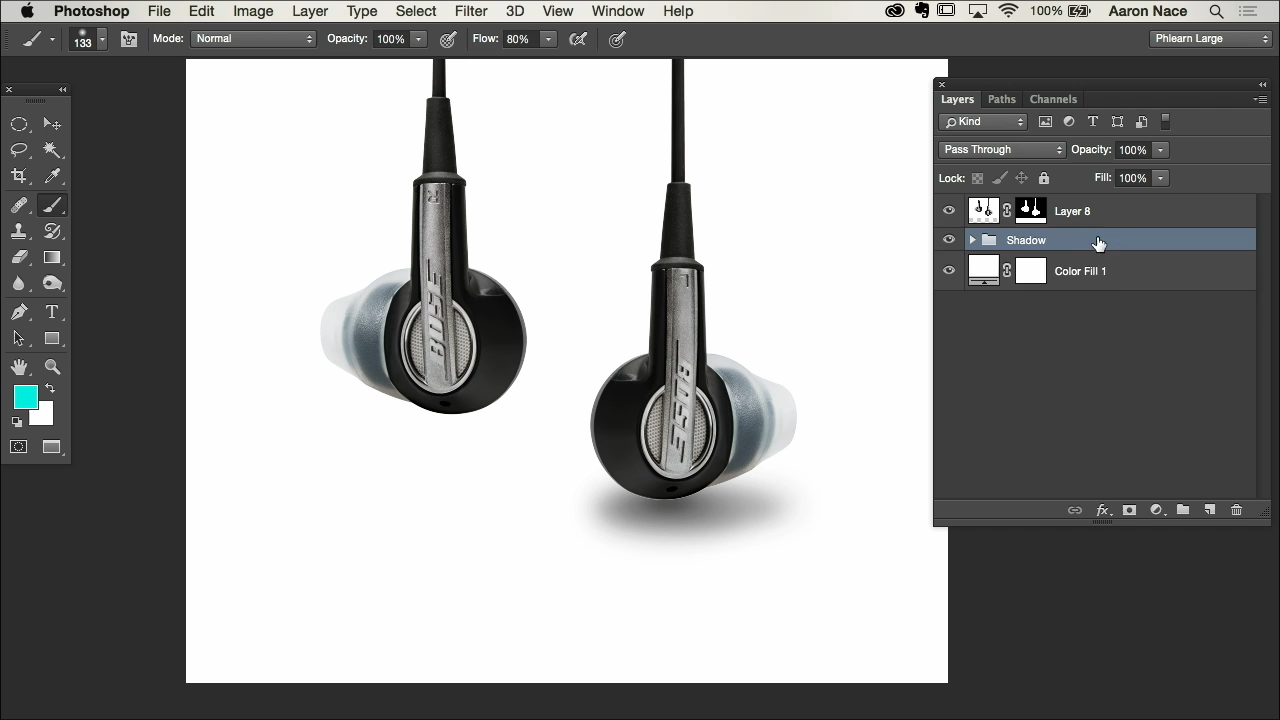 Photoshop File Edit Image Layer Type Select Filter 3D View Window Help 100% Aaron Nace
133 Mode: Normal Opacity: 100% Flow: 80% Phlearn Large
Layers Paths Channels
Kind T
Pass Through Opacity: 100%
Lock: Fill: 100%
Layer 8
Shadow
Color Fill 1
fx
T
R
BOSE
L
BOSE